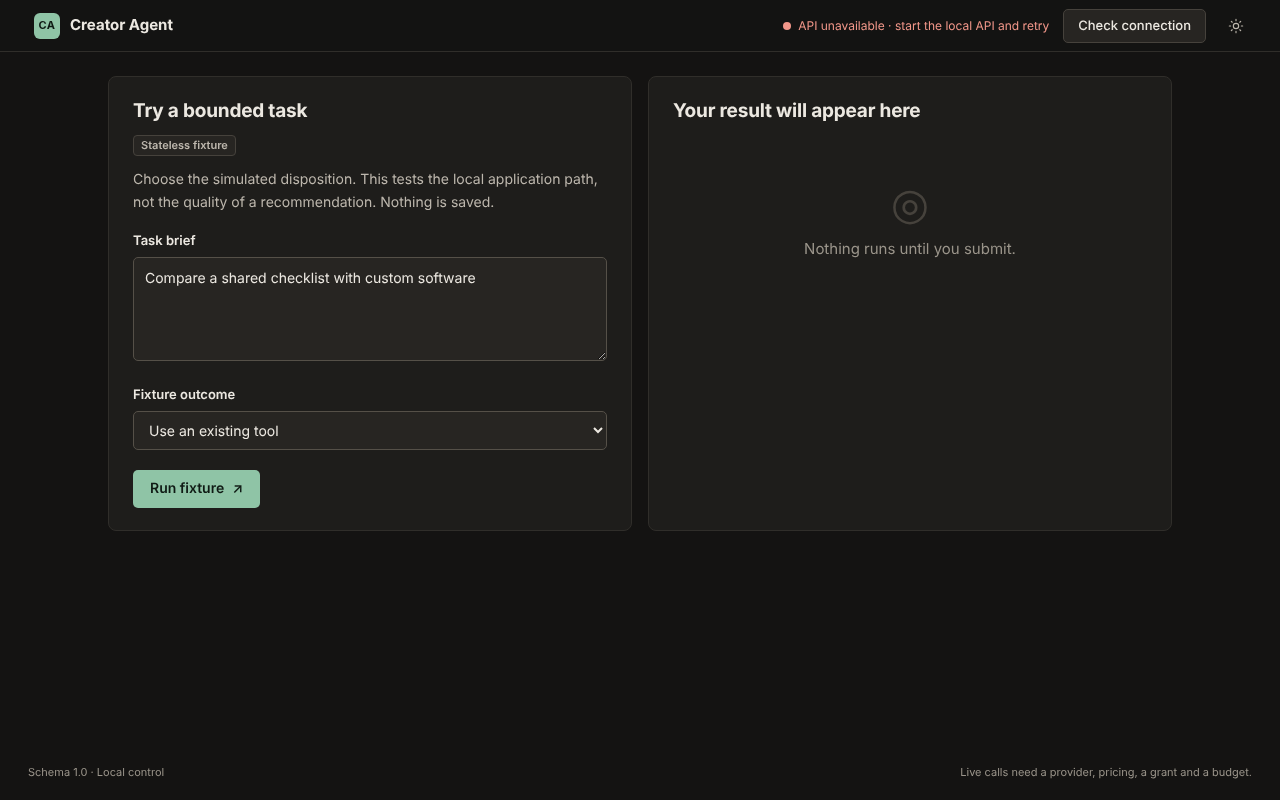 CA Creator Agent
API unavailable · start the local API and retry
Check connection
Try a bounded task
Stateless fixture
Choose the simulated disposition. This tests the local application path,
not the quality of a recommendation. Nothing is saved.
Task brief
Compare a shared checklist with custom software
Fixture outcome
Use an existing tool
Run fixture
Your result will appear here
Nothing runs until you submit.
Schema 1.0 · Local control
Live calls need a provider, pricing, a grant and a budget.